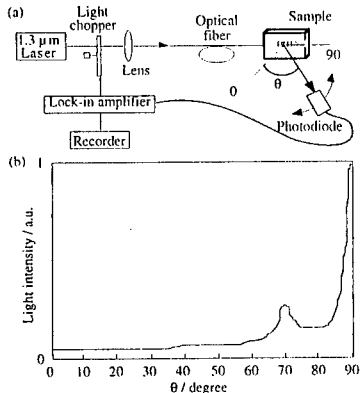 (a)
Light
chopper
1.3 µm
Laser
Lens
Optical
fiber
Sample
90
0
θ
Photodiode
Lock-in amplifier
Recorder
(b)
1
Light intensity / a.u.
0
0 10 20 30 40 50 60 70 80 90
θ / degree